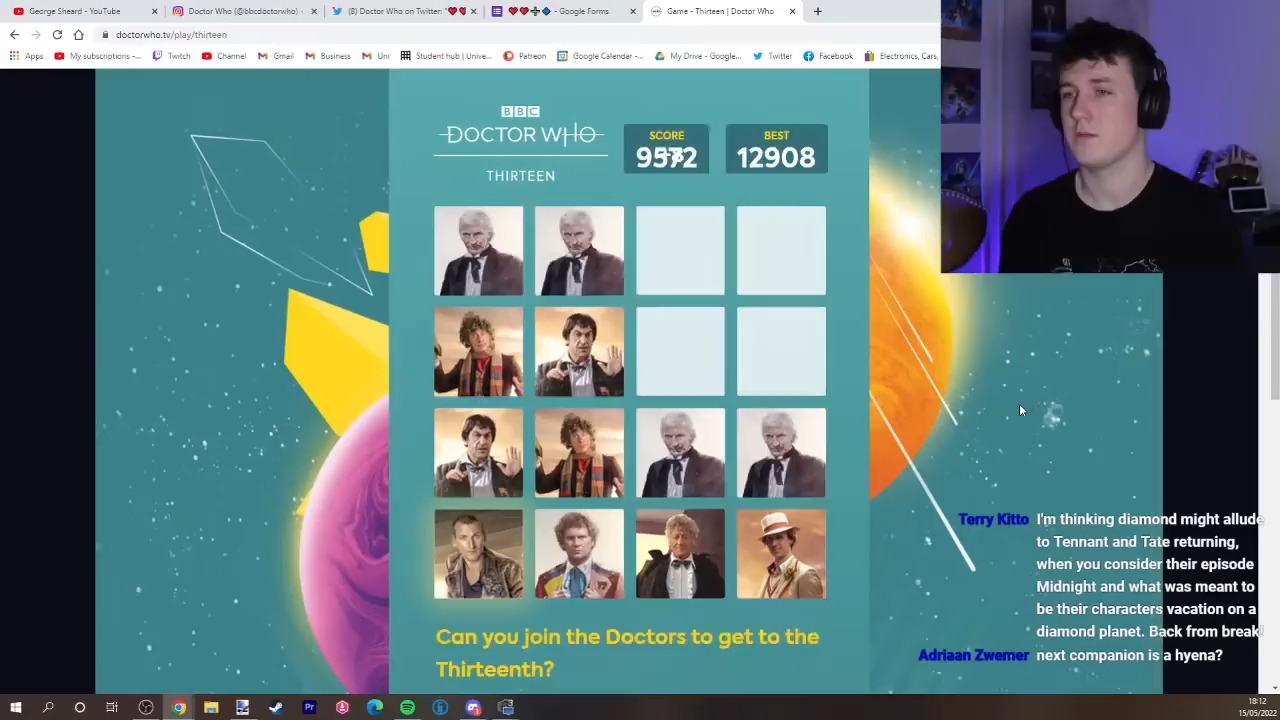 George Sheard - YouTube
Doctor Who (@bbcdoctorwho) •
(8) Doctor Who on Twitter: "❤️❤️
❤️❤️➕💠 - Google Forms
Game - Thirteen | Doctor Who
doctorwho.tv/play/thirteen
Apps
My subscriptions -...
Twitch
Channel
Gmail
Business
Uni
Student hub | Unive...
Patreon
Google Calendar -...
My Drive - Google...
Twitter
Facebook
Electronics, Cars,
BBC
DOCTOR WHO
THIRTEEN
SCORE
BEST
12908
Can you join the Doctors to get to the
Thirteenth?
Terry Kitto I'm thinking diamond might allude
to Tennant and Tate returning,
when you consider their episode
Midnight and what was meant to
be their characters vacation on a
diamond planet. Back from break!
Adriaan Zwemer next companion is a hyena?
18:12
15/05/2022